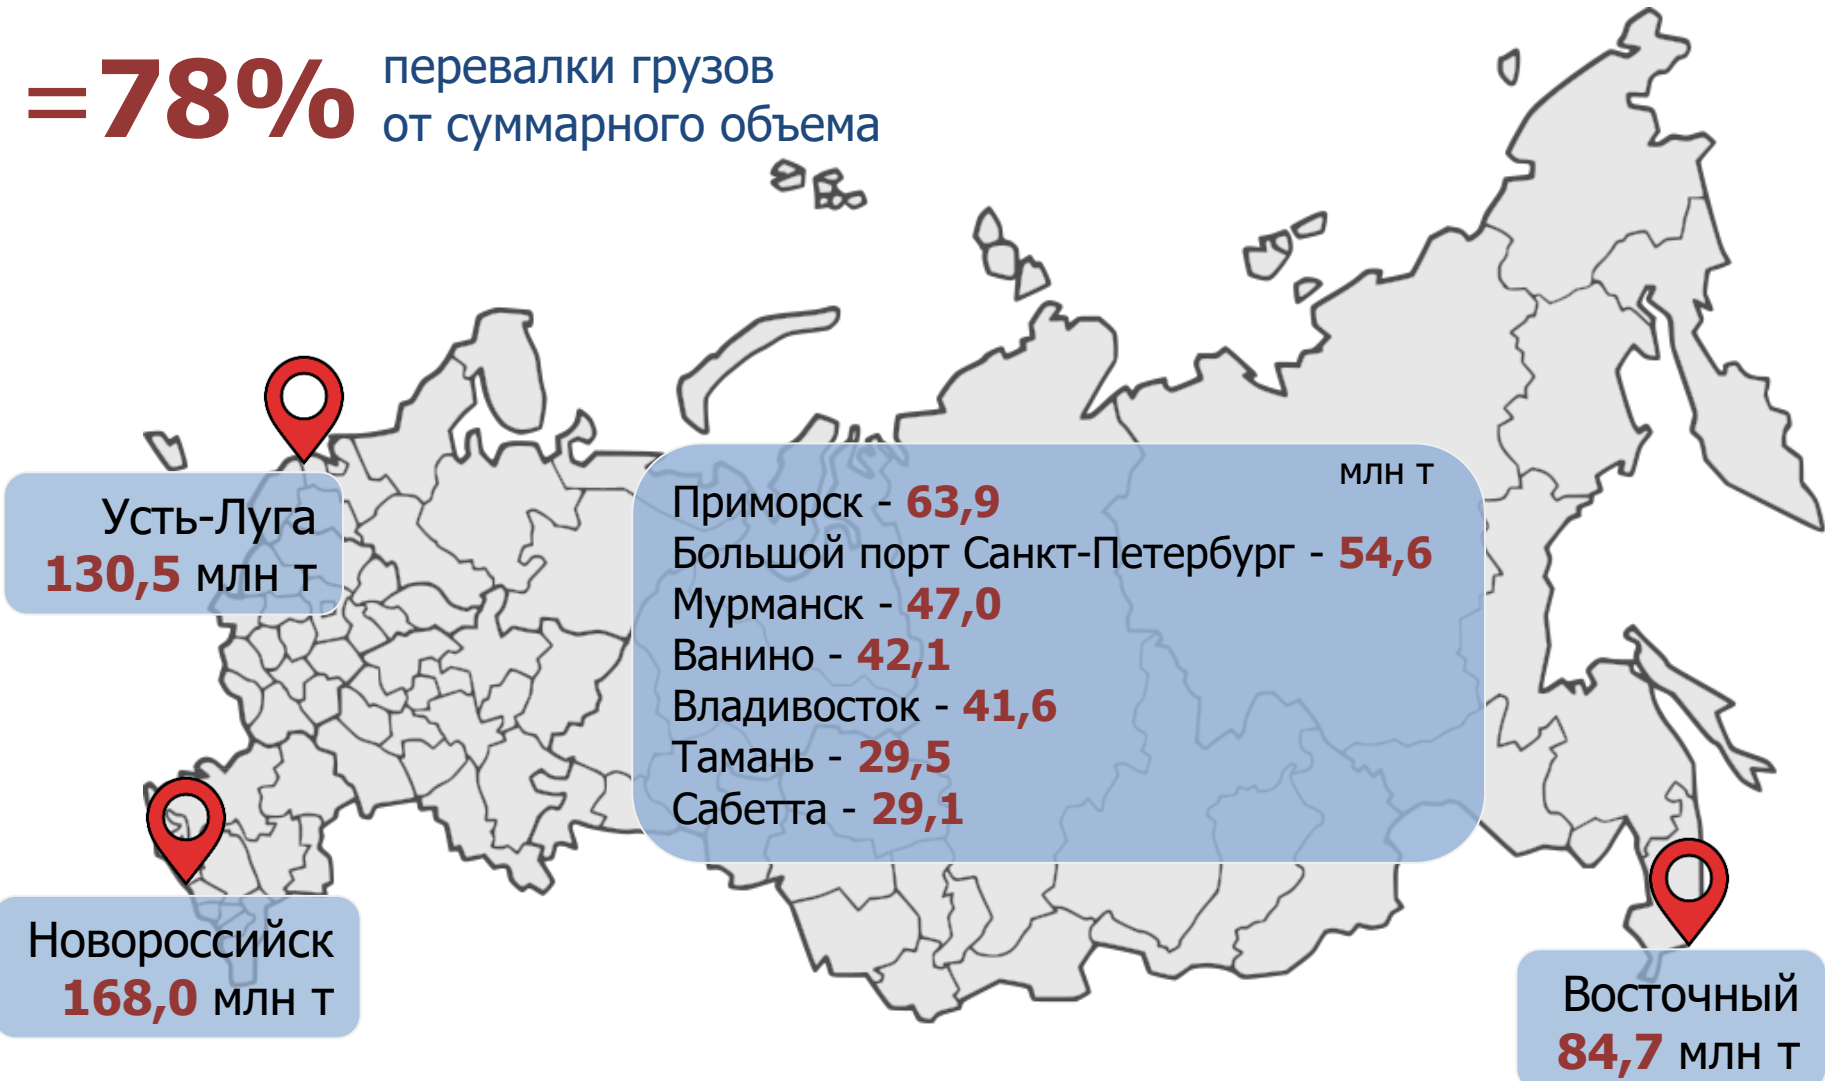 =78%
перевалки грузов
от суммарного объема
Усть-Луга
130,5 млн т
млн т
Приморск - 63,9
Большой порт Санкт-Петербург - 54,6
Мурманск - 47,0
Ванино - 42,1
Владивосток - 41,6
Тамань - 29,5
Сабетта - 29,1
Новороссийск
168,0 млн т
Восточный
84,7 млн т